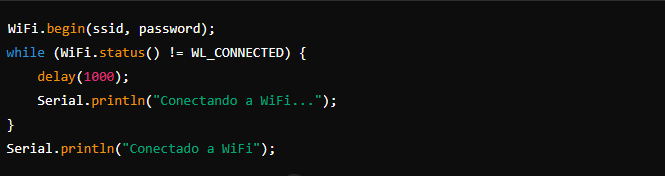 WiFi.begin(ssid, password);
while (WiFi.status() != WL_CONNECTED) {
    delay(1000);
    Serial.println("Conectando a WiFi...");
}
Serial.println("Conectado a WiFi");